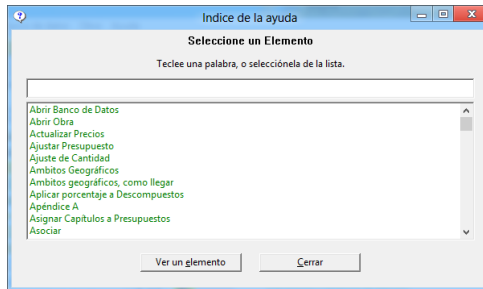 Indice de la ayuda
Seleccione un Elemento
Teclee una palabra, o selecciónela de la lista.
Abrir Banco de Datos
Abrir Obra
Actualizar Precios
Ajustar Presupuesto
Ajuste de Cantidad
Ambitos Geográficos
Ambitos geográficos, como llegar
Aplicar porcentaje a Descompuestos
Apéndice A
Asignar Capítulos a Presupuestos
Asociar
Ver un elemento
Cerrar